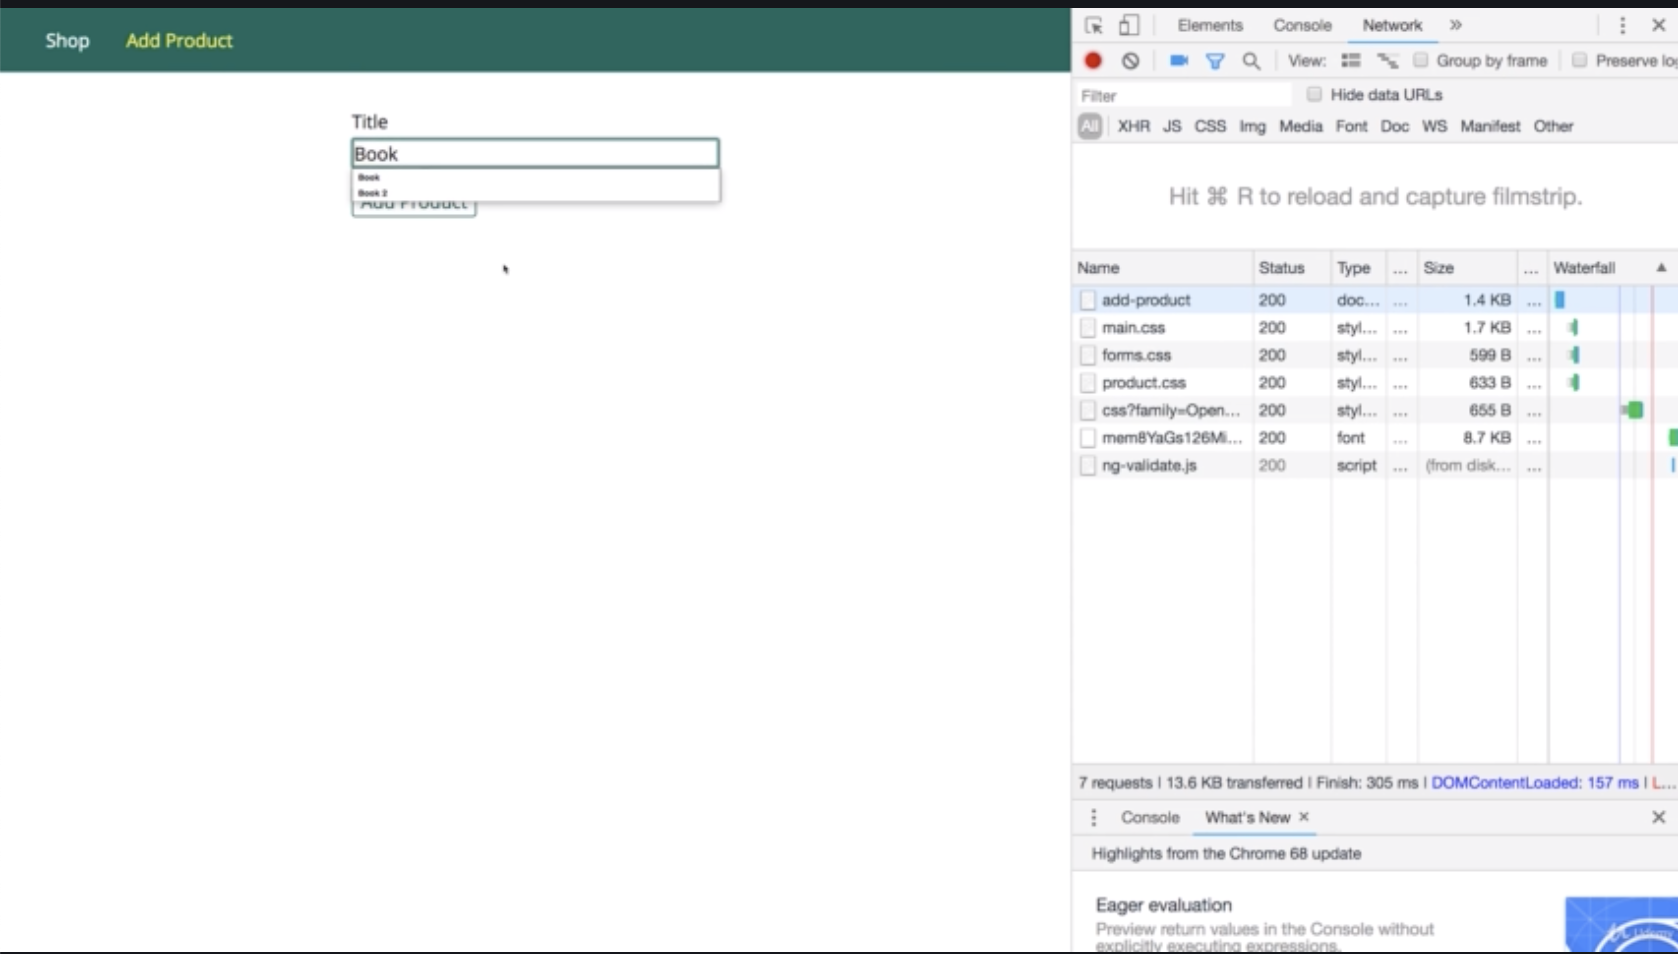 Shop Add Product
Title
Book
Book
Book 2
Add Product
Elements Console Network »
View: Group by frame Preserve
Filter Hide data URLs
All XHR JS CSS Img Media Font Doc WS Manifest Other
Hit ⌘ R to reload and capture filmstrip.
Name Status Type ... Size ... Waterfall ▲
add-product 200 doc... ... 1.4 KB ...
main.css 200 styl... ... 1.7 KB ...
forms.css 200 styl... ... 599 B ...
product.css 200 styl... ... 633 B ...
css?family=Open... 200 styl... ... 655 B ...
mem8YaGs126Mi... 200 font ... 8.7 KB ...
ng-validate.js 200 script ... (from disk... ...
7 requests | 13.6 KB transferred | Finish: 305 ms | DOMContentLoaded: 157 ms | L...
Console What's New ×
Highlights from the Chrome 68 update
Eager evaluation
Preview return values in the Console without
explicitly executing expressions.
Udemy